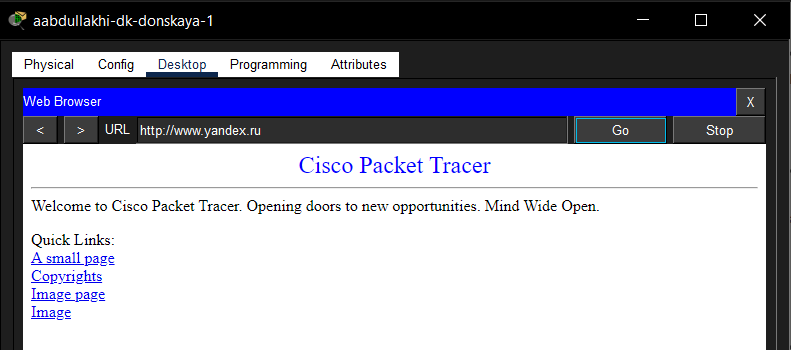 aabdullakhi-dk-donskaya-1
Physical Config Desktop Programming Attributes
Web Browser X
< > URL http://www.yandex.ru Go Stop
Cisco Packet Tracer
Welcome to Cisco Packet Tracer. Opening doors to new opportunities. Mind Wide Open.
Quick Links:
A small page
Copyrights
Image page
Image